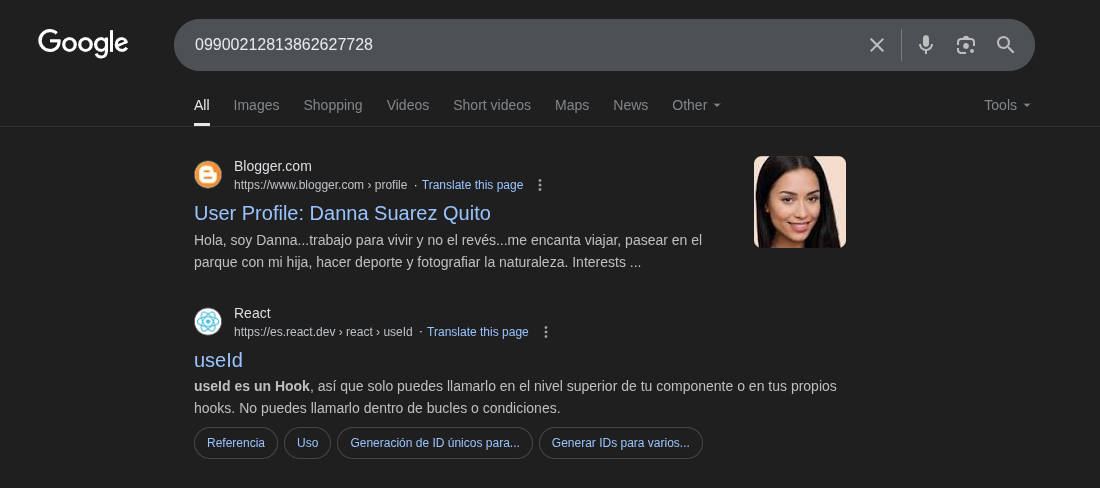 Google
09900212813862627728
All Images Shopping Videos Short videos Maps News Other Tools
Blogger.com
https://www.blogger.com › profile · Translate this page
User Profile: Danna Suarez Quito
Hola, soy Danna...trabajo para vivir y no el revés...me encanta viajar, pasear en el
parque con mi hija, hacer deporte y fotografiar la naturaleza. Interests ...
React
https://es.react.dev › react › useId · Translate this page
useId
useId es un Hook, así que solo puedes llamarlo en el nivel superior de tu componente o en tus propios
hooks. No puedes llamarlo dentro de bucles o condiciones.
Referencia Uso Generación de ID únicos para... Generar IDs para varios...